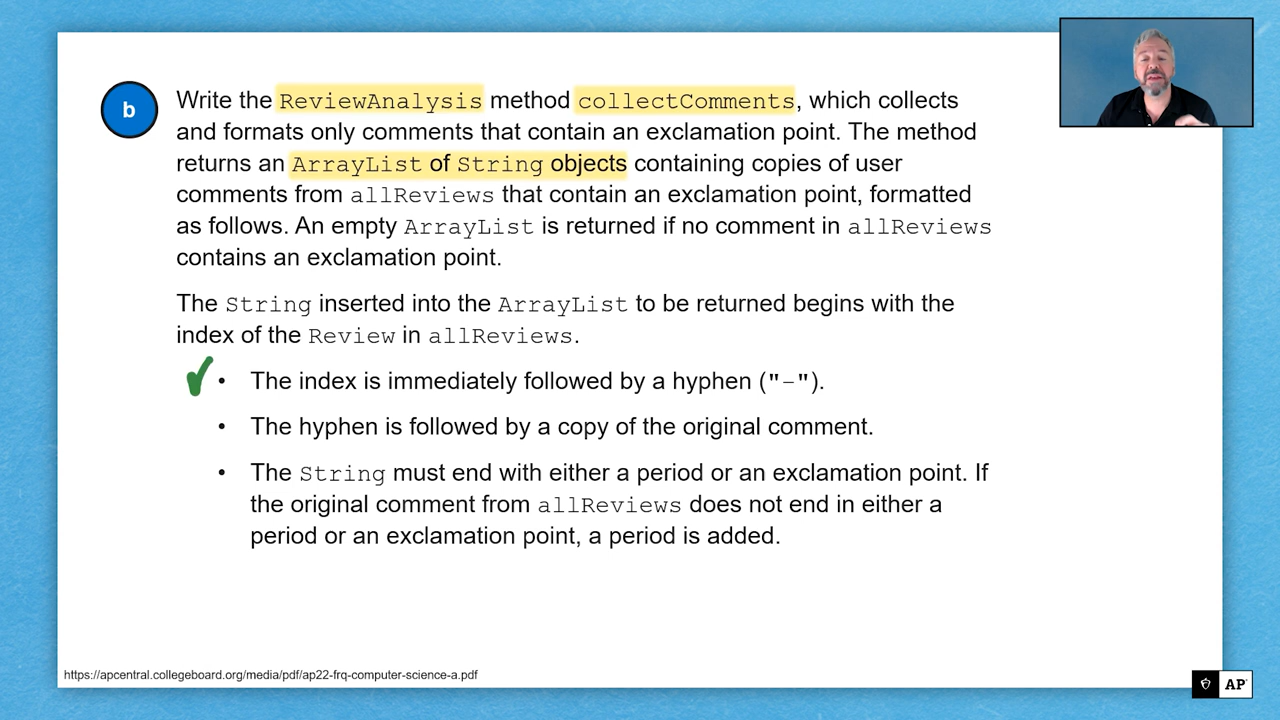 b
Write the ReviewAnalysis method collectComments, which collects
and formats only comments that contain an exclamation point. The method
returns an ArrayList of String objects containing copies of user
comments from allReviews that contain an exclamation point, formatted
as follows. An empty ArrayList is returned if no comment in allReviews
contains an exclamation point.
The String inserted into the ArrayList to be returned begins with the
index of the Review in allReviews.
• The index is immediately followed by a hyphen ("-").
• The hyphen is followed by a copy of the original comment.
• The String must end with either a period or an exclamation point. If
the original comment from allReviews does not end in either a
period or an exclamation point, a period is added.
https://apcentral.collegeboard.org/media/pdf/ap22-frq-computer-science-a.pdf
AP